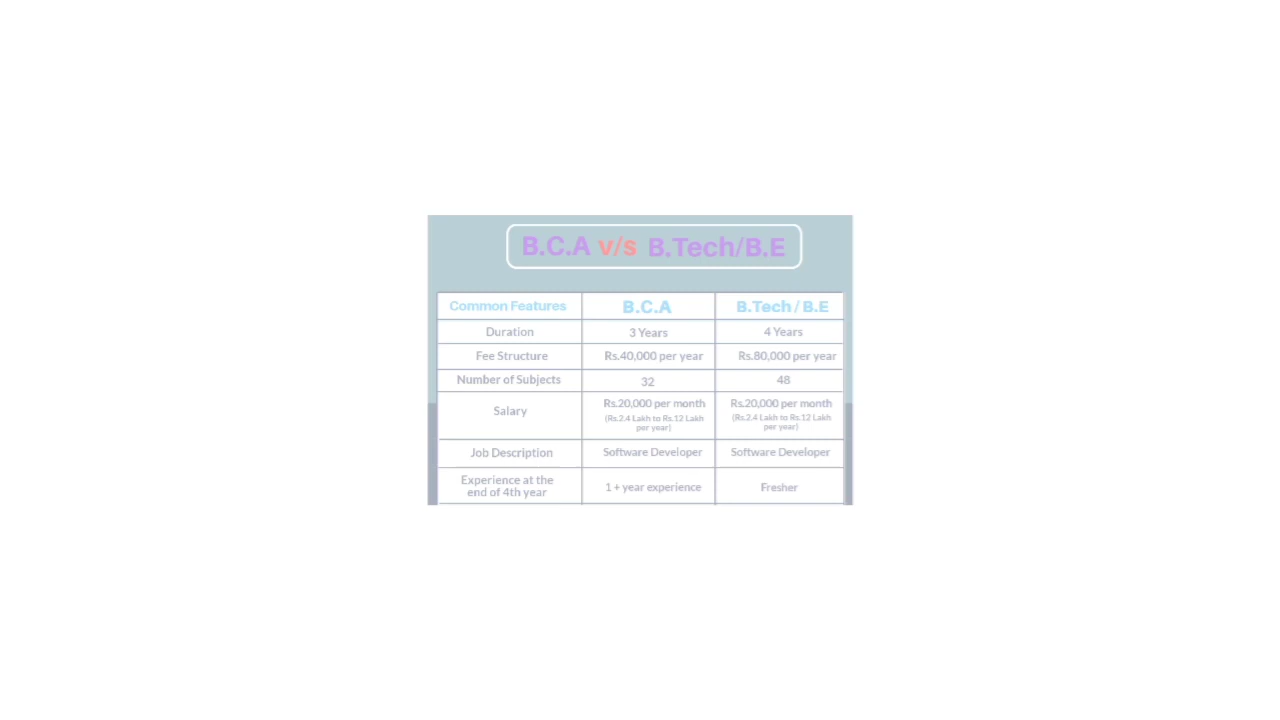 B.C.A v/s B.Tech/B.E
Common Features B.C.A B.Tech / B.E
Duration 3 Years 4 Years
Fee Structure Rs.40,000 per year Rs.80,000 per year
Number of Subjects 32 48
Salary Rs.20,000 per month (Rs.2.4 Lakh to Rs.12 Lakh per year) Rs.20,000 per month (Rs.2.4 Lakh to Rs.12 Lakh per year)
Job Description Software Developer Software Developer
Experience at the end of 4th year 1 + year experience Fresher